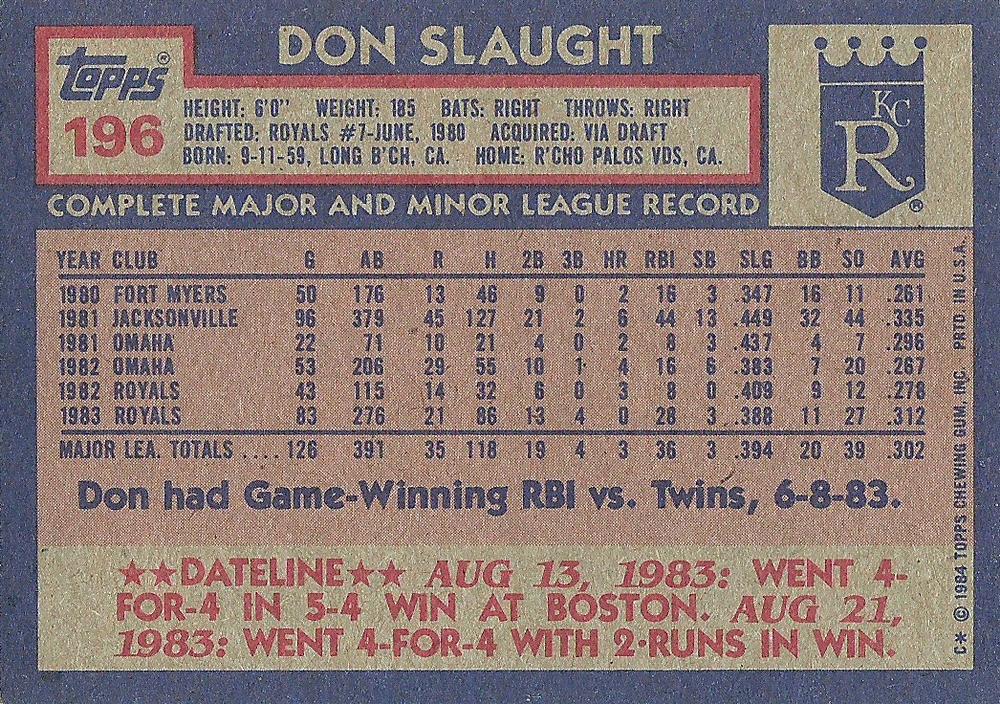 DON SLAUGHT
TOPPS®
196
HEIGHT: 6'0" WEIGHT: 185 BATS: RIGHT THROWS: RIGHT
DRAFTED: ROYALS #7-JUNE, 1980 ACQUIRED: VIA DRAFT
BORN: 9-11-59, LONG B'CH, CA. HOME: R'CHO PALOS VDS, CA.
KC
R
®
COMPLETE MAJOR AND MINOR LEAGUE RECORD
YEAR CLUB G AB R H 2B 3B HR RBI SB SLG BB SO AVG
1980 FORT MYERS 50 176 13 46 9 0 2 16 3 .347 16 11 .261
1981 JACKSONVILLE 96 379 45 127 21 2 6 44 13 .449 32 44 .335
1981 OMAHA 22 71 10 21 4 0 2 8 3 .437 4 7 .296
1982 OMAHA 53 206 29 55 10 1 4 16 6 .383 7 20 .267
1982 ROYALS 43 115 14 32 6 0 3 8 0 .409 9 12 .278
1983 ROYALS 83 276 21 86 13 4 0 28 3 .388 11 27 .312
MAJOR LEA. TOTALS .... 126 391 35 118 19 4 3 36 3 .394 20 39 .302
Don had Game-Winning RBI vs. Twins, 6-8-83.
★★DATELINE★★ AUG 13, 1983: WENT 4-
FOR-4 IN 5-4 WIN AT BOSTON. AUG 21,
1983: WENT 4-FOR-4 WITH 2-RUNS IN WIN.
C* © 1984 TOPPS CHEWING GUM, INC. PRTD. IN U.S.A.